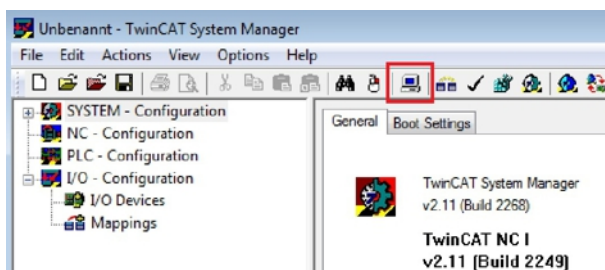 Unbenannt - TwinCAT System Manager
File Edit Actions View Options Help
SYSTEM - Configuration
NC - Configuration
PLC - Configuration
I/O - Configuration
I/O Devices
Mappings
General Boot Settings
TwinCAT System Manager
v2.11 (Build 2268)
TwinCAT NC I
v2.11 (Build 2249)